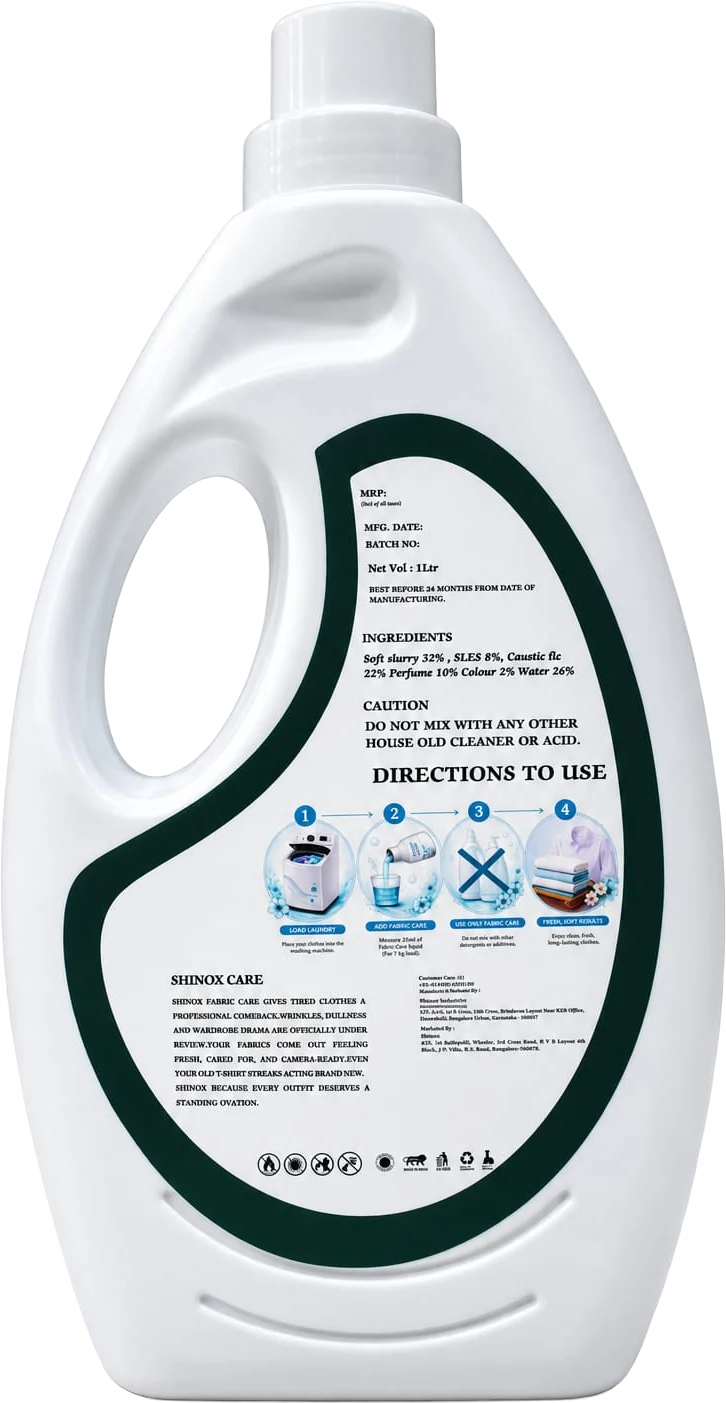 MRP:
(Incl of all taxes)
MFG. DATE:
BATCH NO:
Net Vol : 1Ltr
BEST BEFORE 24 MONTHS FROM DATE OF
MANUFACTURING.
INGREDIENTS
Soft slurry 32% , SLES 8%, Caustic flc
22% Perfume 10% Colour 2% Water 26%
CAUTION
DO NOT MIX WITH ANY OTHER
HOUSE OLD CLEANER OR ACID.
DIRECTIONS TO USE
1 2 3 4
LOAD LAUNDRY
Place your clothes into the
washing machine.
ADD FABRIC CARE
Measure 25ml of
Fabric Care liquid
(For 7 kg load).
USE ONLY FABRIC CARE
Do not mix with other
detergents or additives.
FRESH, SOFT RESULTS
Enjoy clean, fresh,
long-lasting clothes.
SHINOX CARE
SHINOX FABRIC CARE GIVES TIRED CLOTHES A
PROFESSIONAL COMEBACK.WRINKLES, DULLNESS
AND WARDROBE DRAMA ARE OFFICIALLY UNDER
REVIEW.YOUR FABRICS COME OUT FEELING
FRESH, CARED FOR, AND CAMERA-READY.EVEN
YOUR OLD T-SHIRT STREAKS ACTING BRAND NEW.
SHINOX BECAUSE EVERY OUTFIT DESERVES A
STANDING OVATION.
Customer Care
Marketed By :
MADE IN INDIA